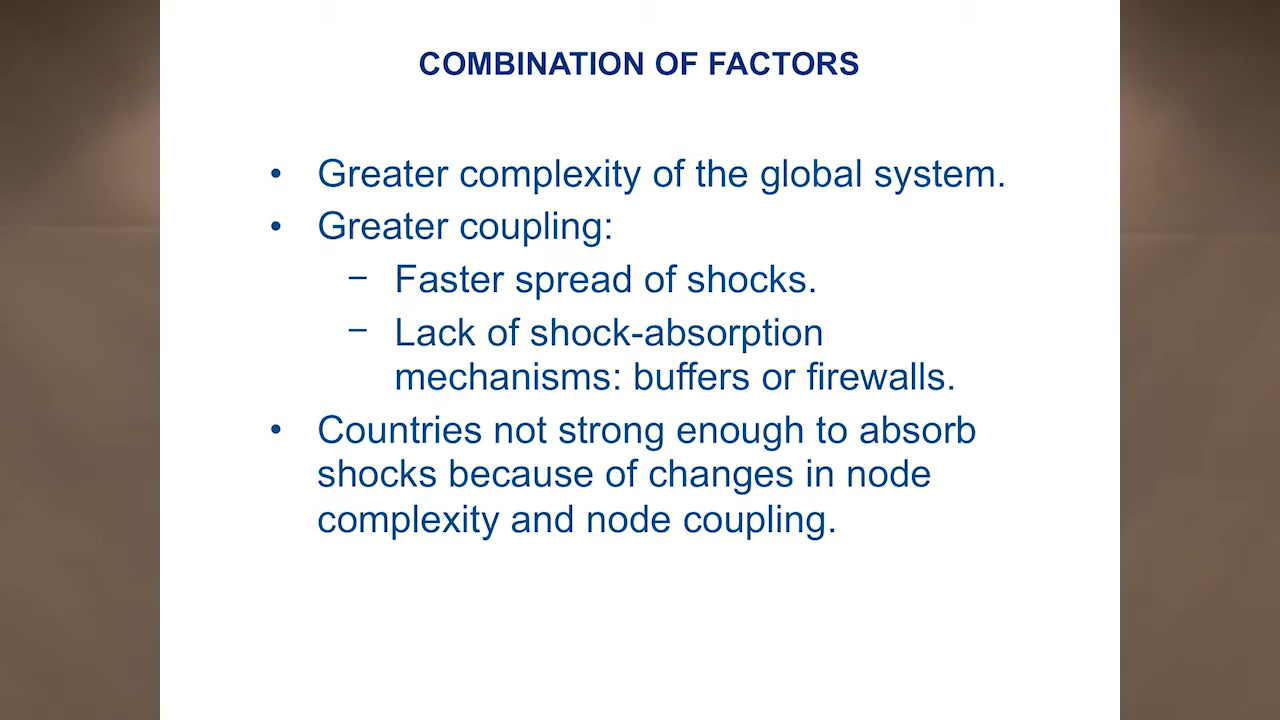 COMBINATION OF FACTORS
• Greater complexity of the global system.
• Greater coupling:
– Faster spread of shocks.
– Lack of shock-absorption
mechanisms: buffers or firewalls.
• Countries not strong enough to absorb
shocks because of changes in node
complexity and node coupling.